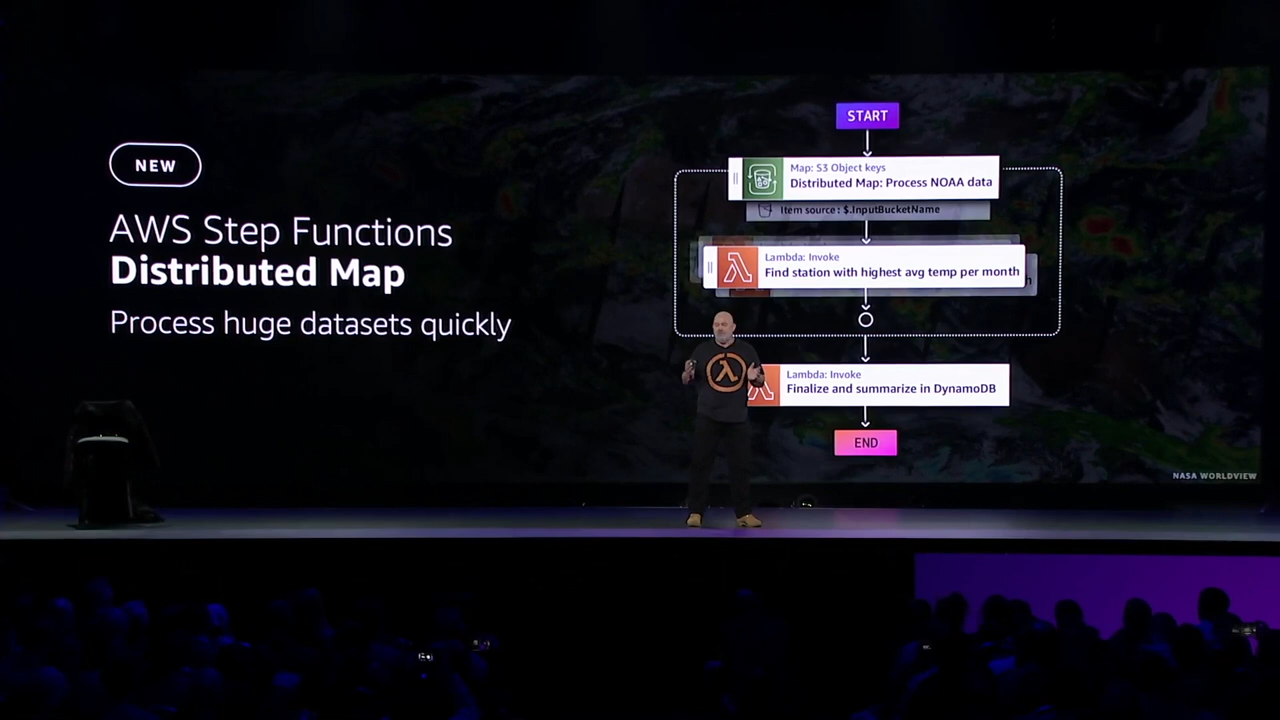 NEW
AWS Step Functions
Distributed Map
Process huge datasets quickly
START
Map: S3 Object keys
Distributed Map: Process NOAA data
Item source : $.InputBucketName
Lambda: Invoke
Find station with highest avg temp per month
Lambda: Invoke
Finalize and summarize in DynamoDB
END
NASA WORLDVIEW